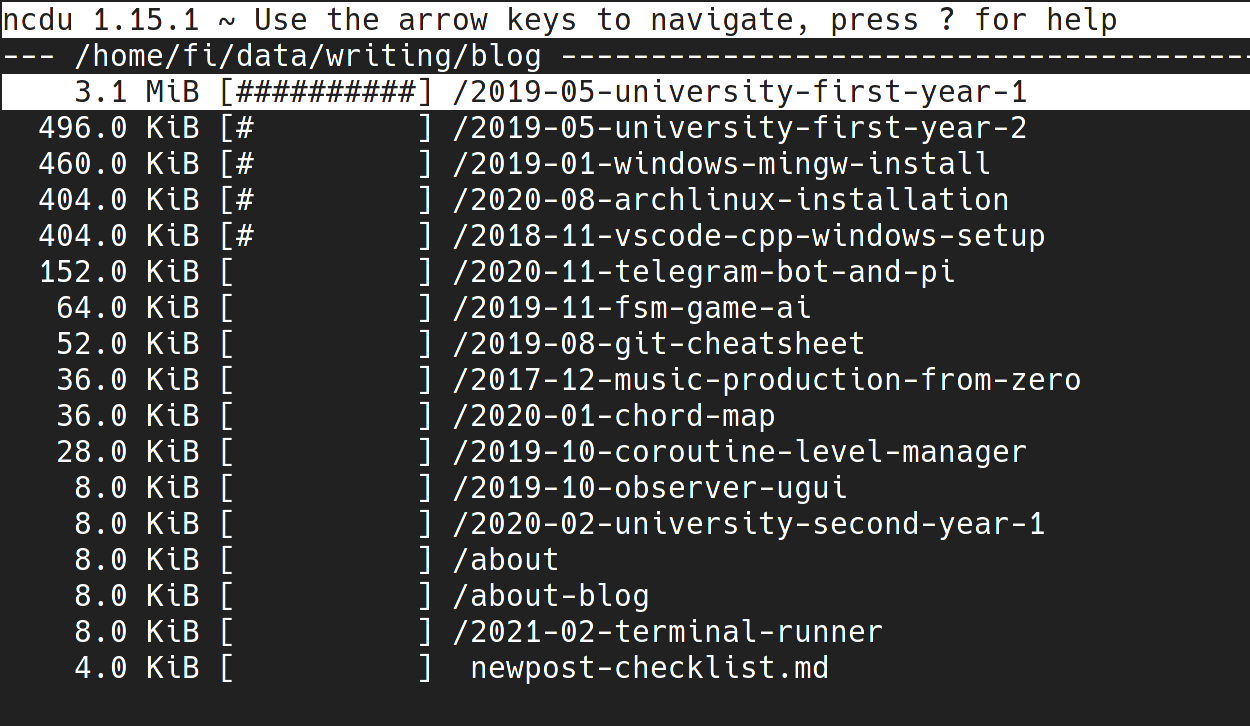 ncdu 1.15.1 ~ Use the arrow keys to navigate, press ? for help
--- /home/fi/data/writing/blog ---------------------------------------
    3.1 MiB [##########] /2019-05-university-first-year-1
  496.0 KiB [#         ] /2019-05-university-first-year-2
  460.0 KiB [#         ] /2019-01-windows-mingw-install
  404.0 KiB [#         ] /2020-08-archlinux-installation
  404.0 KiB [#         ] /2018-11-vscode-cpp-windows-setup
  152.0 KiB [          ] /2020-11-telegram-bot-and-pi
   64.0 KiB [          ] /2019-11-fsm-game-ai
   52.0 KiB [          ] /2019-08-git-cheatsheet
   36.0 KiB [          ] /2017-12-music-production-from-zero
   36.0 KiB [          ] /2020-01-chord-map
   28.0 KiB [          ] /2019-10-coroutine-level-manager
    8.0 KiB [          ] /2019-10-observer-ugui
    8.0 KiB [          ] /2020-02-university-second-year-1
    8.0 KiB [          ] /about
    8.0 KiB [          ] /about-blog
    8.0 KiB [          ] /2021-02-terminal-runner
    4.0 KiB [          ]  newpost-checklist.md